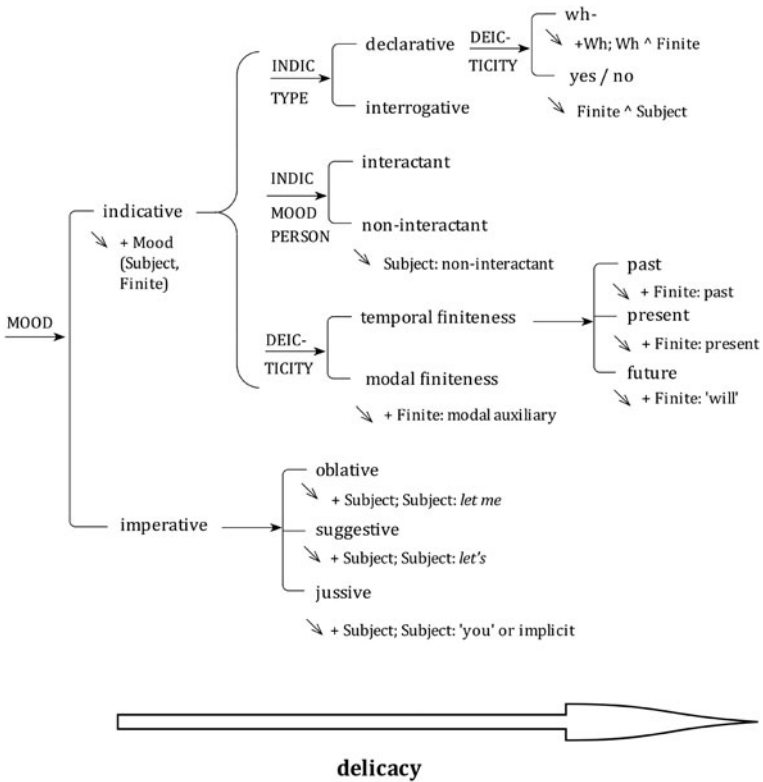 wh-
↘ +Wh; Wh ^ Finite
declarative
DEIC-
TICITY
yes / no
↘ Finite ^ Subject
INDIC
TYPE
interrogative
interactant
INDIC
MOOD
PERSON
non-interactant
↘ Subject: non-interactant
indicative
↘ + Mood
(Subject,
Finite)
past
↘ + Finite: past
temporal finiteness
present
↘ + Finite: present
future
↘ + Finite: 'will'
MOOD
DEIC-
TICITY
modal finiteness
↘ + Finite: modal auxiliary
oblative
↘ + Subject; Subject: let me
imperative
suggestive
↘ + Subject; Subject: let's
jussive
↘ + Subject; Subject: 'you' or implicit
delicacy